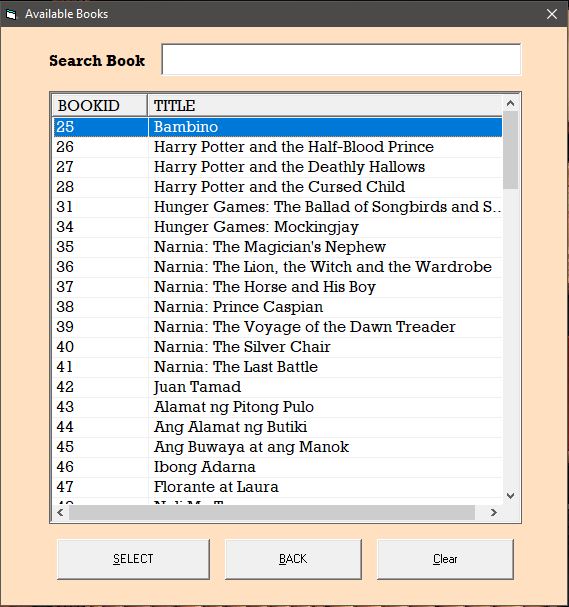 Available Books
Search Book
BOOKID TITLE
25 Bambino
26 Harry Potter and the Half-Blood Prince
27 Harry Potter and the Deathly Hallows
28 Harry Potter and the Cursed Child
31 Hunger Games: The Ballad of Songbirds and S...
34 Hunger Games: Mockingjay
35 Narnia: The Magician's Nephew
36 Narnia: The Lion, the Witch and the Wardrobe
37 Narnia: The Horse and His Boy
38 Narnia: Prince Caspian
39 Narnia: The Voyage of the Dawn Treader
40 Narnia: The Silver Chair
41 Narnia: The Last Battle
42 Juan Tamad
43 Alamat ng Pitong Pulo
44 Ang Alamat ng Butiki
45 Ang Buwaya at ang Manok
46 Ibong Adarna
47 Florante at Laura
SELECT BACK Clear